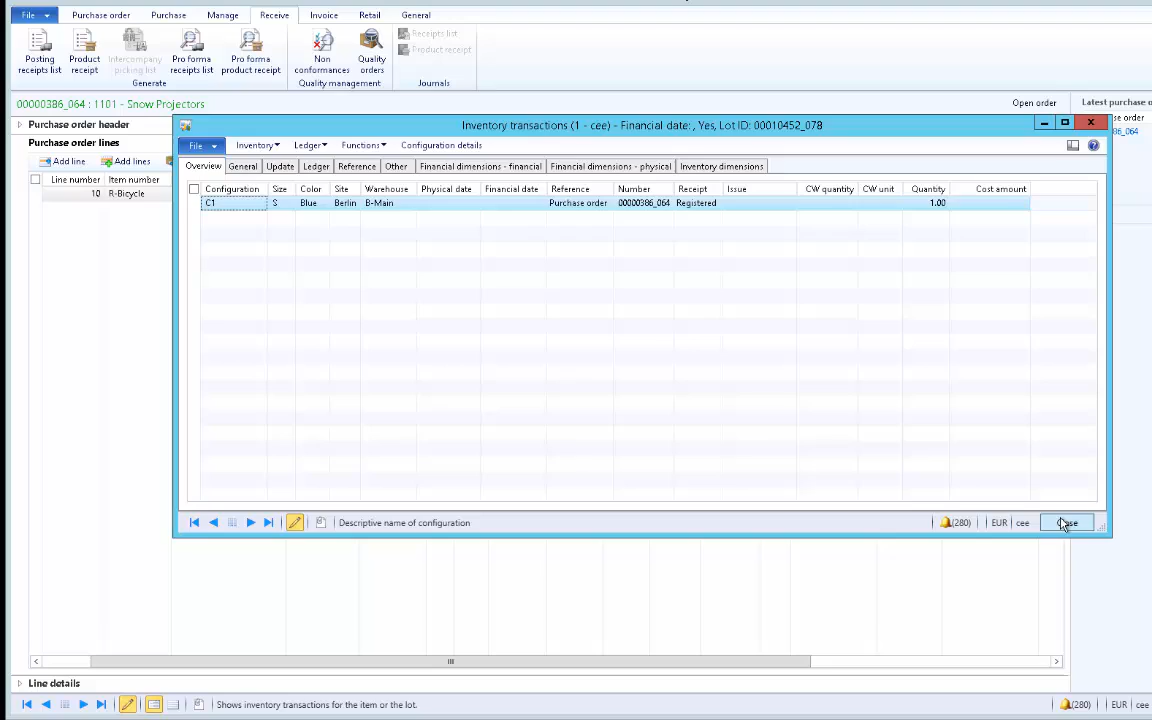 File Purchase order Purchase Manage Receive Invoice Retail General
Posting receipts list
Product receipt
Intercompany picking list
Pro forma receipts list
Pro forma product receipt
Generate
Non conformances
Quality orders
Quality management
Receipts list
Product receipt
Journals
00000386_064 : 1101 - Snow Projectors
Open order
Latest purchase o
Purchase order header
Purchase order lines
Add line Add lines
Line number Item number
10 R-Bicycle
order
6_064
Inventory transactions (1 - cee) - Financial date: , Yes, Lot ID: 00010452_078
File Inventory Ledger Functions Configuration details
Overview General Update Ledger Reference Other Financial dimensions - financial Financial dimensions - physical Inventory dimensions
Configuration Size Color Site Warehouse Physical date Financial date Reference Number Receipt Issue CW quantity CW unit Quantity Cost amount
C1 S Blue Berlin B-Main Purchase order 00000386_064 Registered 1.00
Descriptive name of configuration (280) EUR cee Close
Line details
Shows inventory transactions for the item or the lot. (280) EUR cee